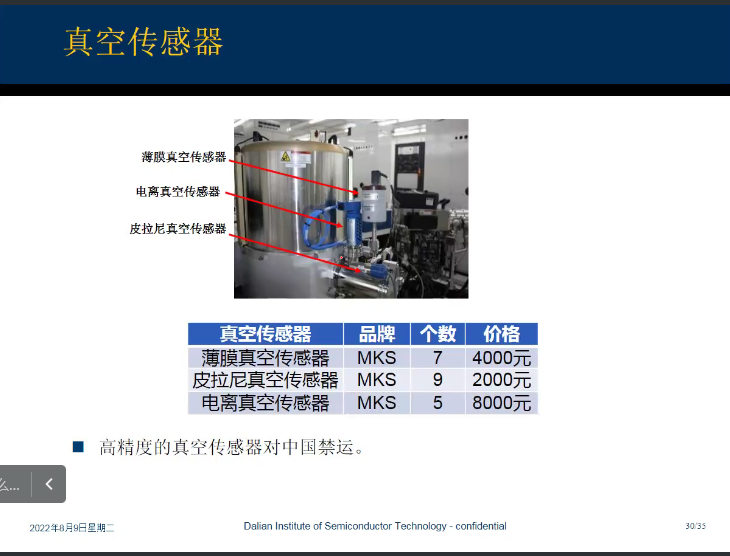 真空传感器
薄膜真空传感器
电离真空传感器
皮拉尼真空传感器
真空传感器 品牌 个数 价格
薄膜真空传感器 MKS 7 4000元
皮拉尼真空传感器 MKS 9 2000元
电离真空传感器 MKS 5 8000元
高精度的真空传感器对中国禁运。
么...
2022年8月9日星期二 Dalian Institute of Semiconductor Technology - confidential 30/35